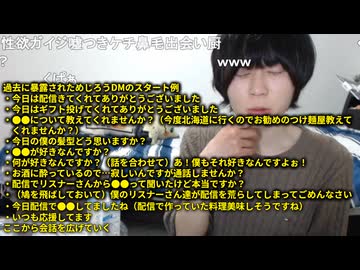 性欲ガイジ嘘つきケチ鼻毛出会い厨
?
くぱぁ
www
過去に暴露されためじろうDMのスタート例
・今日は配信きてくれてありがとうございました
・今日はギフト投げてくれてありがとうございました
・●●について教えてくれませんか?(今度北海道に行くのでお勧めのつけ麺屋教えて
くれませんか?)
・今日の僕の髪型どう思いますか?
・●●が好きなんですか?
・何が好きなんですか?(話を合わせて)あ!僕もそれ好きなんですよぉ!
・お酒に酔っているので…寂しいんですが通話しませんか?
・配信でリスナーさんから●●って聞いたけど本当ですか?
・(鳩を飛ばしておいて)僕のリスナーさん達が配信を荒らしてしまってごめんなさい
・今日配信で●●してましたね(配信で作っていた料理美味しそうですね)
・いつも応援してます
ここから会話を広げていく